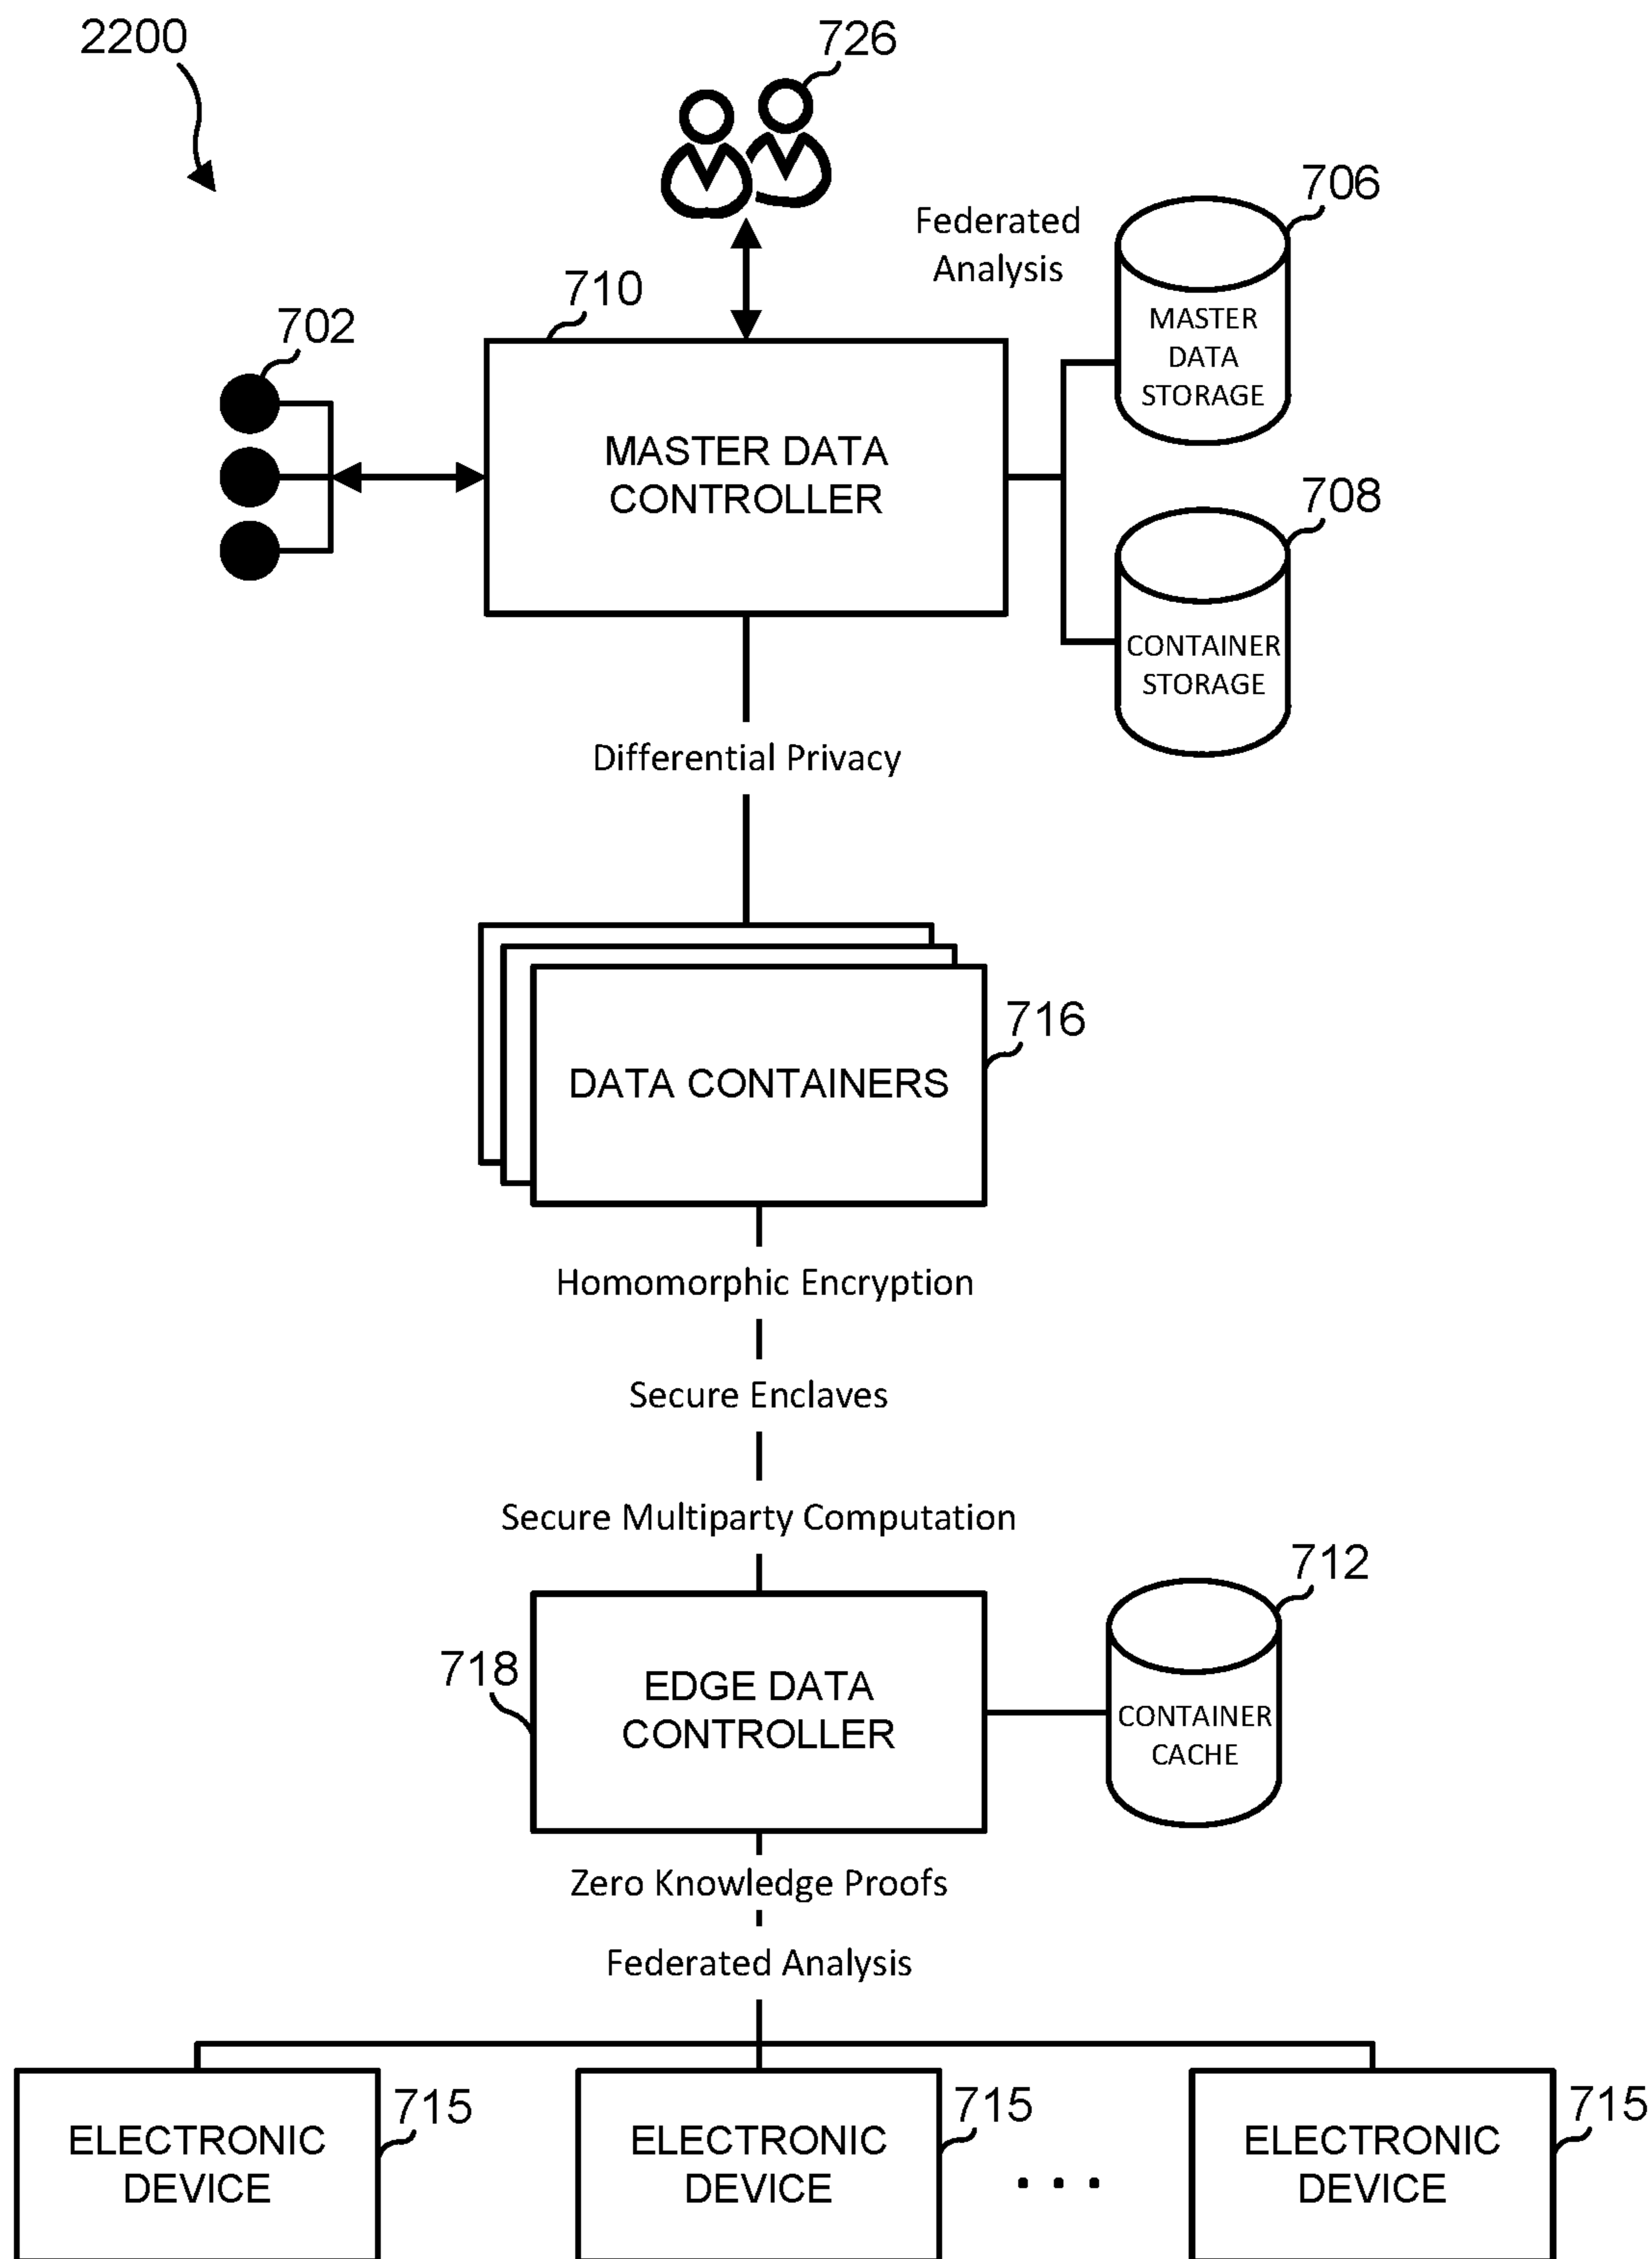 2200
726
706
Federated
Analysis
710
702
MASTER
DATA
STORAGE
MASTER DATA
CONTROLLER
708
CONTAINER
STORAGE
Differential Privacy
716
DATA CONTAINERS
Homomorphic Encryption
Secure Enclaves
Secure Multiparty Computation
712
718
EDGE DATA
CONTROLLER
CONTAINER
CACHE
Zero Knowledge Proofs
Federated Analysis
715
ELECTRONIC
DEVICE
715
ELECTRONIC
DEVICE
...
715
ELECTRONIC
DEVICE